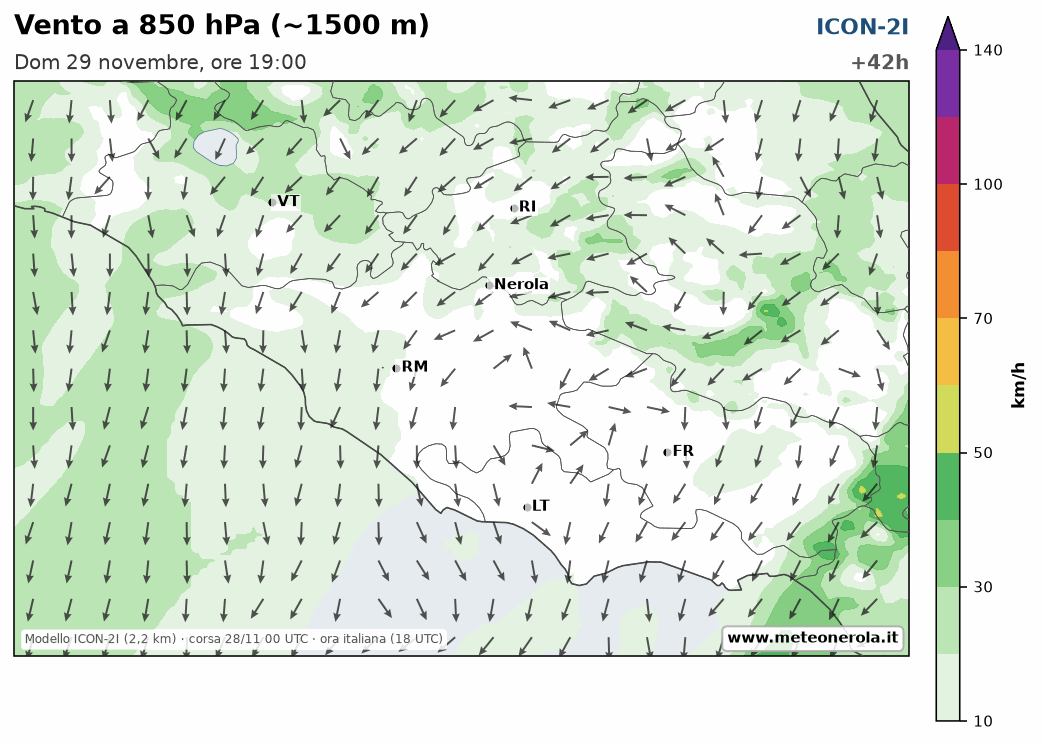 Vento a 850 hPa (~1500 m)
ICON-2I
Dom 29 novembre, ore 19:00
+42h
VT
RI
Nerola
RM
FR
LT
Modello ICON-2I (2,2 km) · corsa 28/11 00 UTC · ora italiana (18 UTC)
www.meteonerola.it
140
100
70
50
30
10
km/h